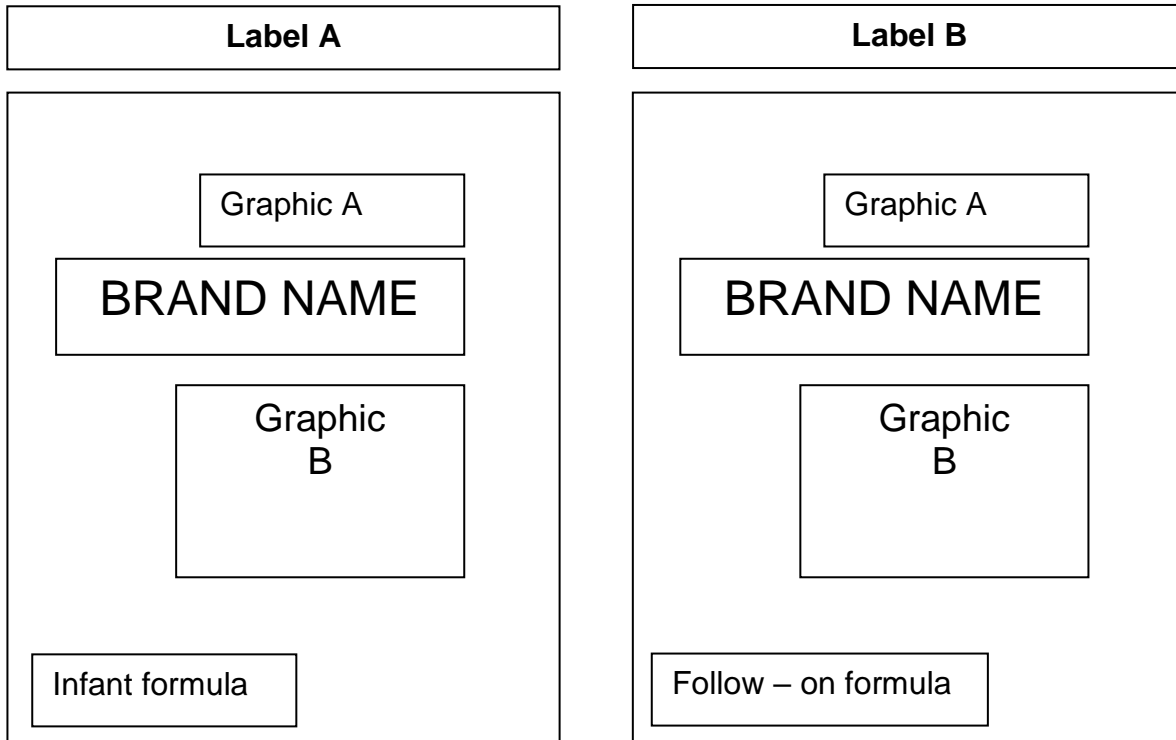 Label A
Graphic A
BRAND NAME
Graphic
B
Infant formula
Label B
Graphic A
BRAND NAME
Graphic
B
Follow – on formula